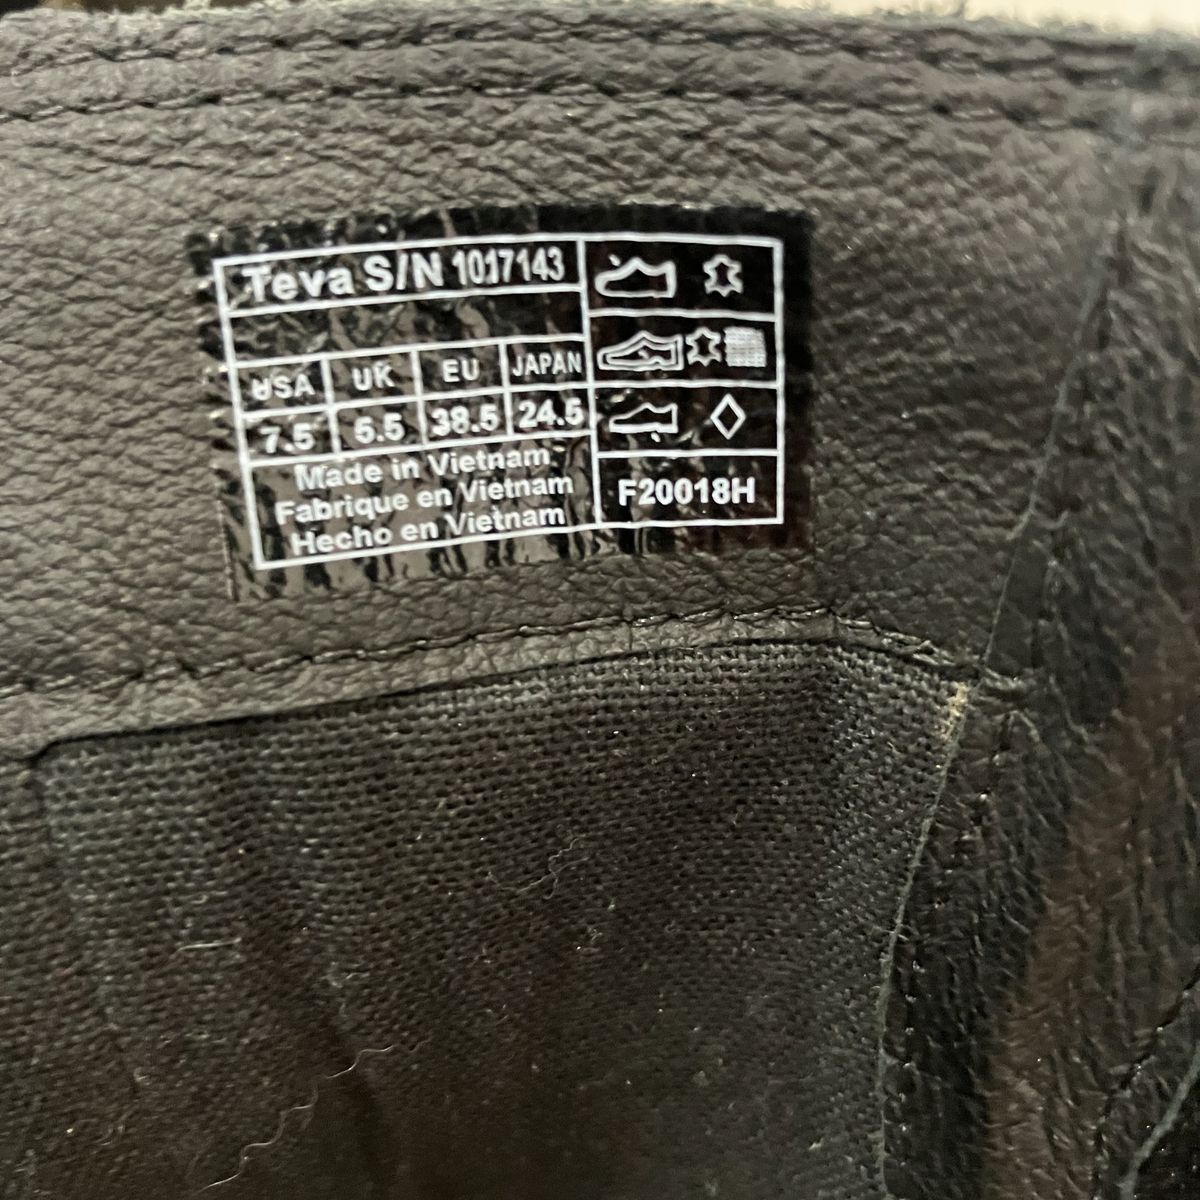 Teva S/N 1017143
USA UK EU JAPAN
7.5 5.5 38.5 24.5
Made in Vietnam
Fabrique en Vietnam
Hecho en Vietnam
F20018H